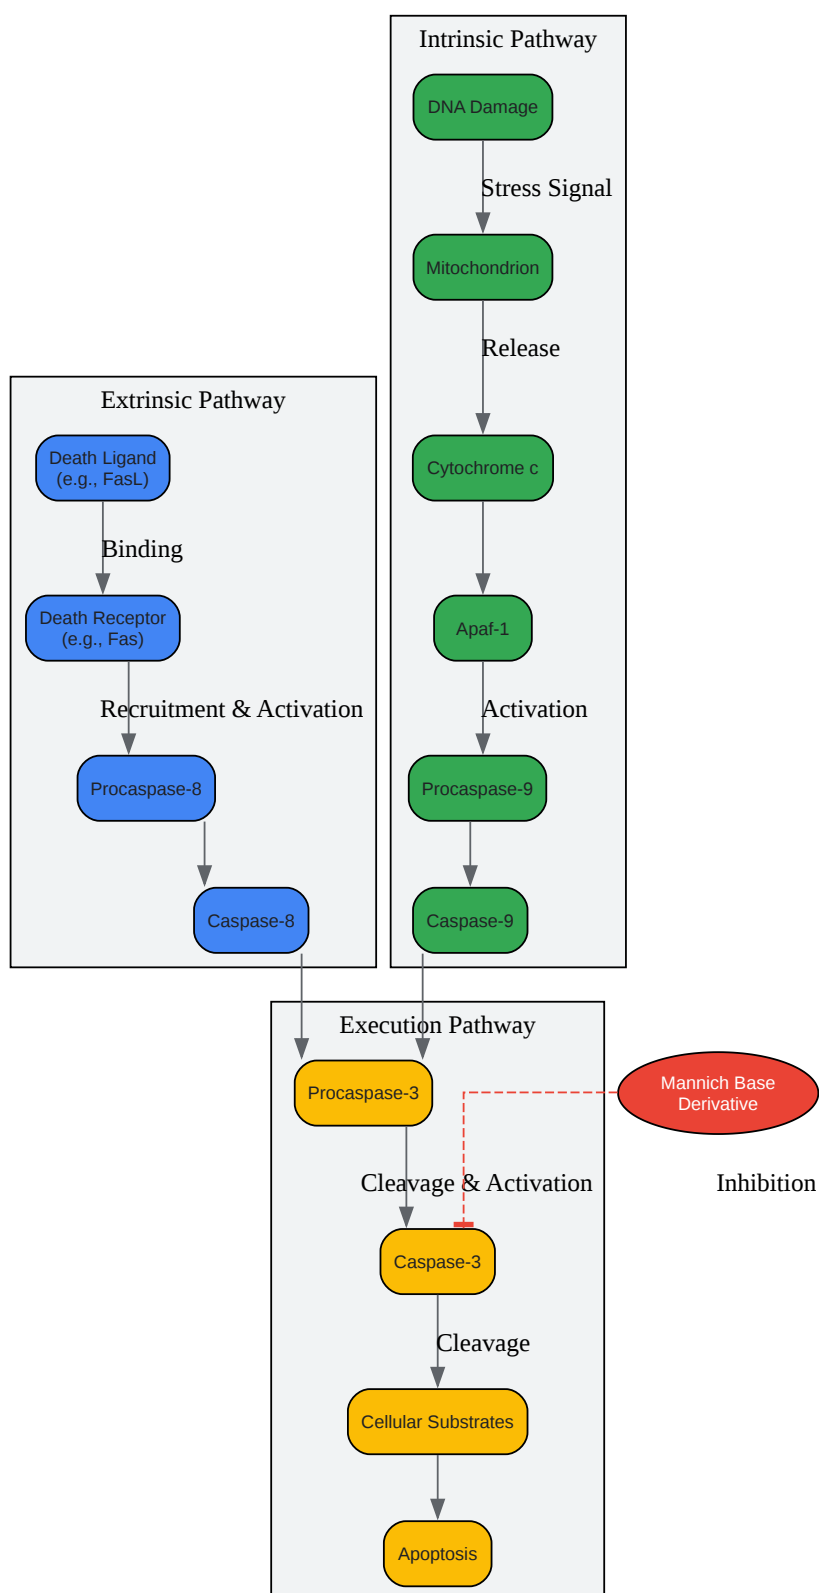 Intrinsic Pathway
DNA Damage
Stress Signal
Mitochondrion
Release
Extrinsic Pathway
Death Ligand
(e.g., FasL)
Cytochrome c
Binding
Death Receptor
(e.g., Fas)
Apaf-1
Recruitment & Activation
Activation
Procaspase-8
Procaspase-9
Caspase-8
Caspase-9
Execution Pathway
Procaspase-3
Mannich Base
Derivative
Cleavage & Activation
Inhibition
Caspase-3
Cleavage
Cellular Substrates
Apoptosis